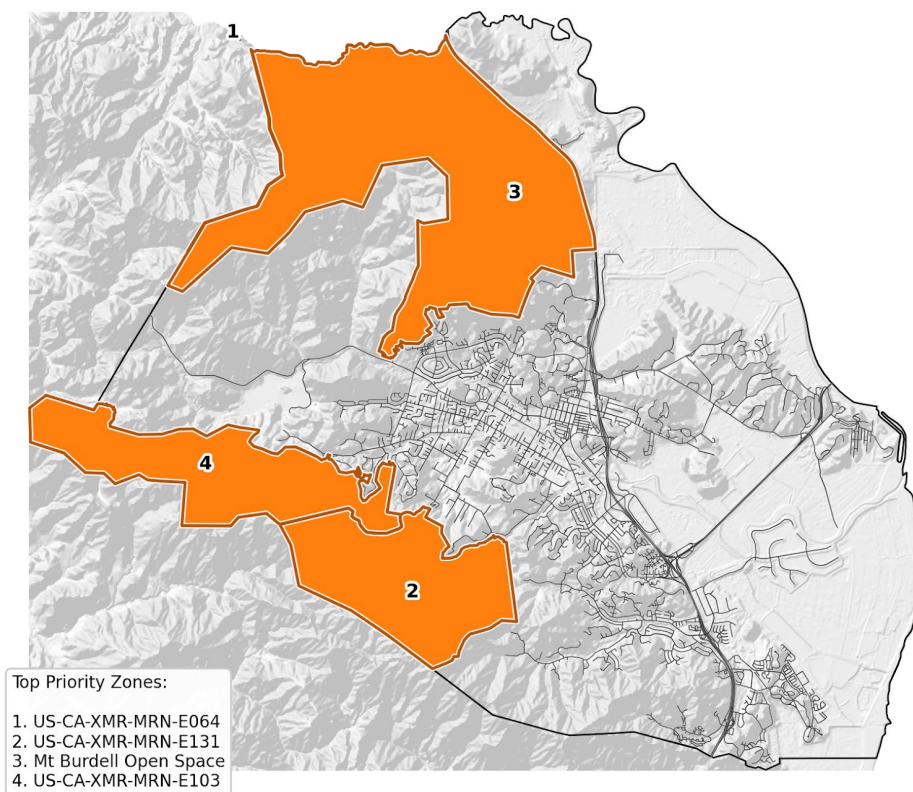 1
3
4
2
Top Priority Zones:
1. US-CA-XMR-MRN-E064
2. US-CA-XMR-MRN-E131
3. Mt Burdell Open Space
4. US-CA-XMR-MRN-E103